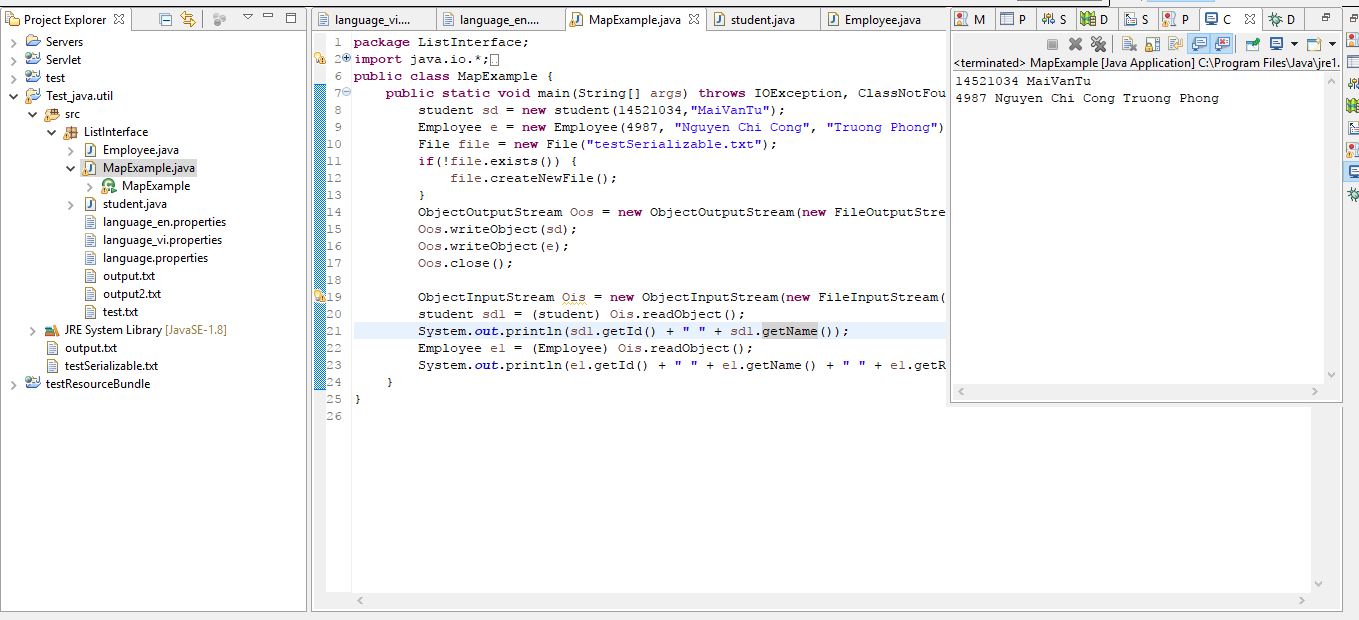 Project Explorer
Servers
Servlet
test
Test_java.util
src
ListInterface
Employee.java
MapExample.java
MapExample
student.java
language_en.properties
language_vi.properties
language.properties
output.txt
output2.txt
test.txt
JRE System Library [JavaSE-1.8]
output.txt
testSerializable.txt
testResourceBundle
language_vi.... language_en.... MapExample.java student.java Employee.java
1 package ListInterface;
2 import java.io.*;
6 public class MapExample {
7 public static void main(String[] args) throws IOException, ClassNotFou
8 student sd = new student(14521034,"MaiVanTu");
9 Employee e = new Employee(4987, "Nguyen Chi Cong", "Truong Phong")
10 File file = new File("testSerializable.txt");
11 if(!file.exists()) {
12 file.createNewFile();
13 }
14 ObjectOutputStream Oos = new ObjectOutputStream(new FileOutputStre
15 Oos.writeObject(sd);
16 Oos.writeObject(e);
17 Oos.close();
18
19 ObjectInputStream Ois = new ObjectInputStream(new FileInputStream(
20 student sd1 = (student) Ois.readObject();
21 System.out.println(sd1.getId() + " " + sd1.getName());
22 Employee e1 = (Employee) Ois.readObject();
23 System.out.println(e1.getId() + " " + e1.getName() + " " + e1.getR
24 }
25 }
26
M P S D S P C D
<terminated> MapExample [Java Application] C:\Program Files\Java\jre1.
14521034 MaiVanTu
4987 Nguyen Chi Cong Truong Phong